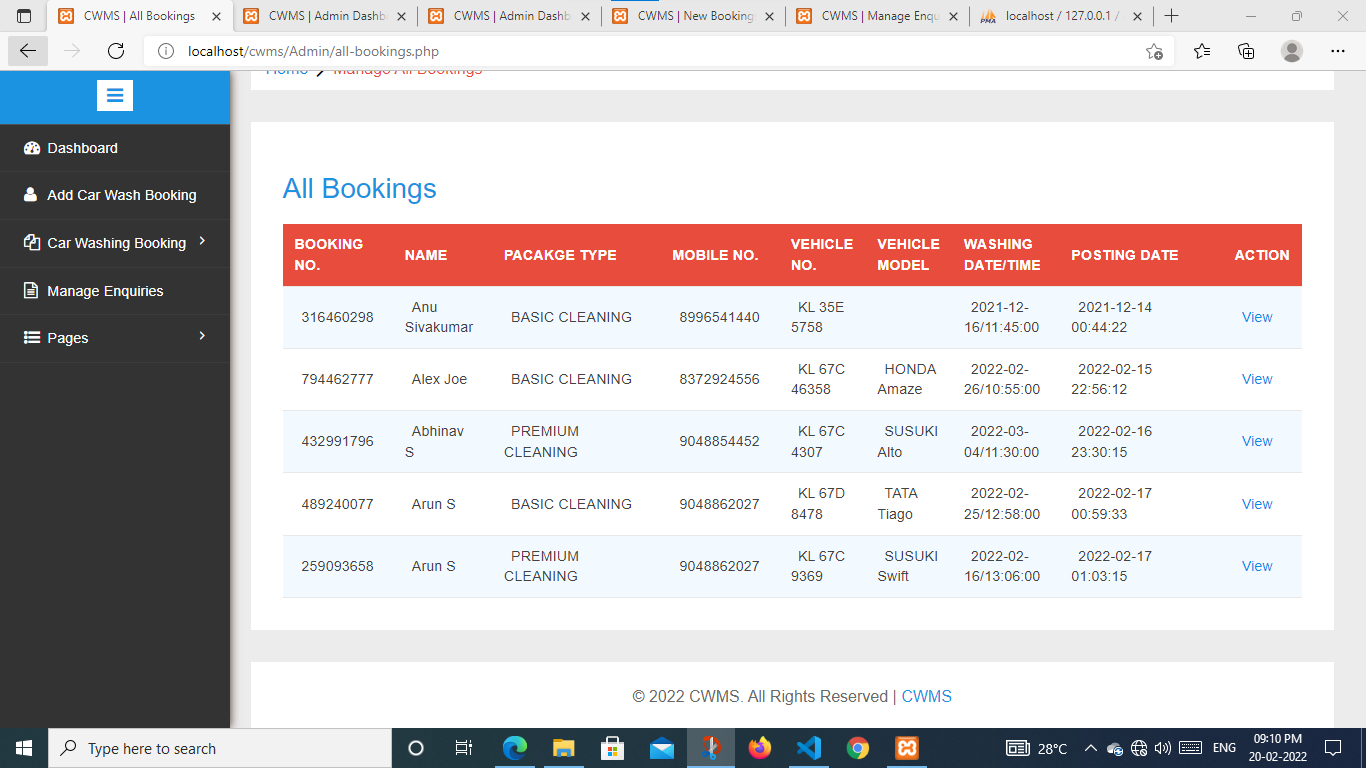 CWMS | All Bookings
CWMS | Admin Dashb
CWMS | Admin Dashb
CWMS | New Booking
CWMS | Manage Enqu
PMA localhost / 127.0.0.1 /
localhost/cwms/Admin/all-bookings.php
Home Manage All Bookings
Dashboard
Add Car Wash Booking
Car Washing Booking
Manage Enquiries
Pages
All Bookings
BOOKING NO. NAME PACAKGE TYPE MOBILE NO. VEHICLE NO. VEHICLE MODEL WASHING DATE/TIME POSTING DATE ACTION
316460298 Anu Sivakumar BASIC CLEANING 8996541440 KL 35E 5758 2021-12-16/11:45:00 2021-12-14 00:44:22 View
794462777 Alex Joe BASIC CLEANING 8372924556 KL 67C 46358 HONDA Amaze 2022-02-26/10:55:00 2022-02-15 22:56:12 View
432991796 Abhinav S PREMIUM CLEANING 9048854452 KL 67C 4307 SUSUKI Alto 2022-03-04/11:30:00 2022-02-16 23:30:15 View
489240077 Arun S BASIC CLEANING 9048862027 KL 67D 8478 TATA Tiago 2022-02-25/12:58:00 2022-02-17 00:59:33 View
259093658 Arun S PREMIUM CLEANING 9048862027 KL 67C 9369 SUSUKI Swift 2022-02-16/13:06:00 2022-02-17 01:03:15 View
© 2022 CWMS. All Rights Reserved | CWMS
Type here to search
28°C
ENG
09:10 PM
20-02-2022